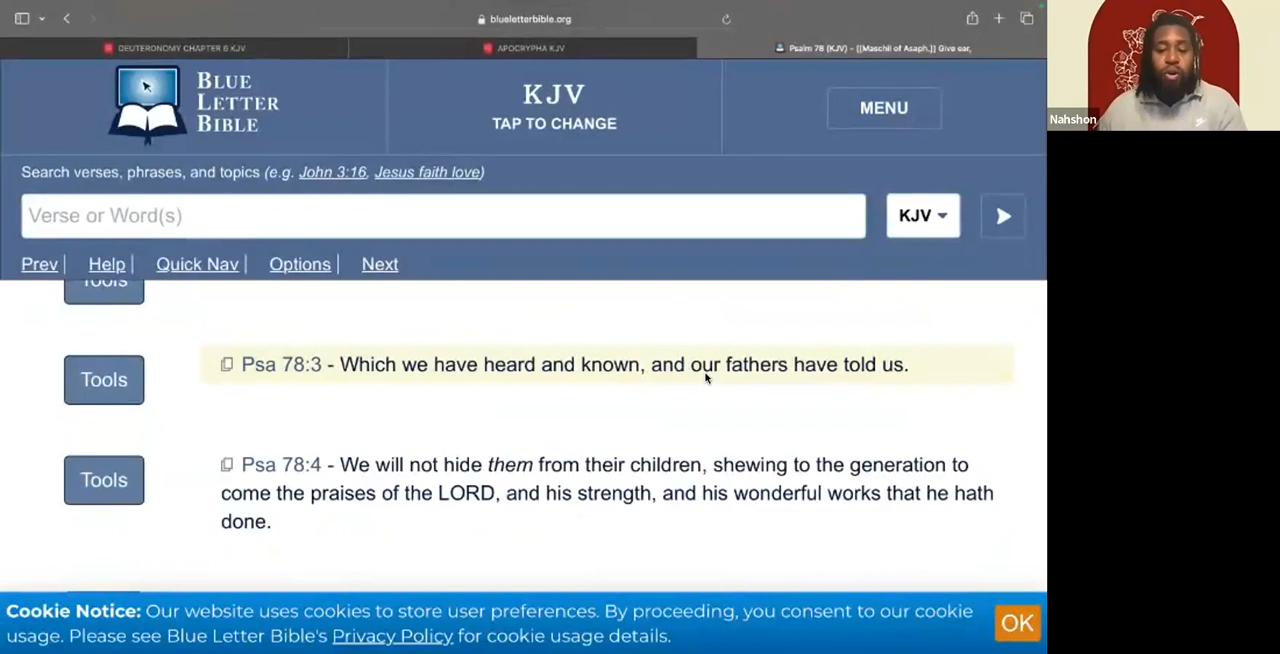 blueletterbible.org
DEUTERONOMY CHAPTER 6 KJV
APOCRYPHA KJV
Psalm 78 (KJV) - [[Maschil of Asaph.]] Give ear,
BLUE
LETTER
BIBLE
KJV
TAP TO CHANGE
MENU
Nahshon
Search verses, phrases, and topics (e.g. John 3:16, Jesus faith love)
Verse or Word(s)
KJV
Prev | Help | Quick Nav | Options | Next
Tools
Tools
Psa 78:3 - Which we have heard and known, and our fathers have told us.
Tools
Psa 78:4 - We will not hide them from their children, shewing to the generation to
come the praises of the LORD, and his strength, and his wonderful works that he hath
done.
Cookie Notice: Our website uses cookies to store user preferences. By proceeding, you consent to our cookie
usage. Please see Blue Letter Bible's Privacy Policy for cookie usage details.
OK